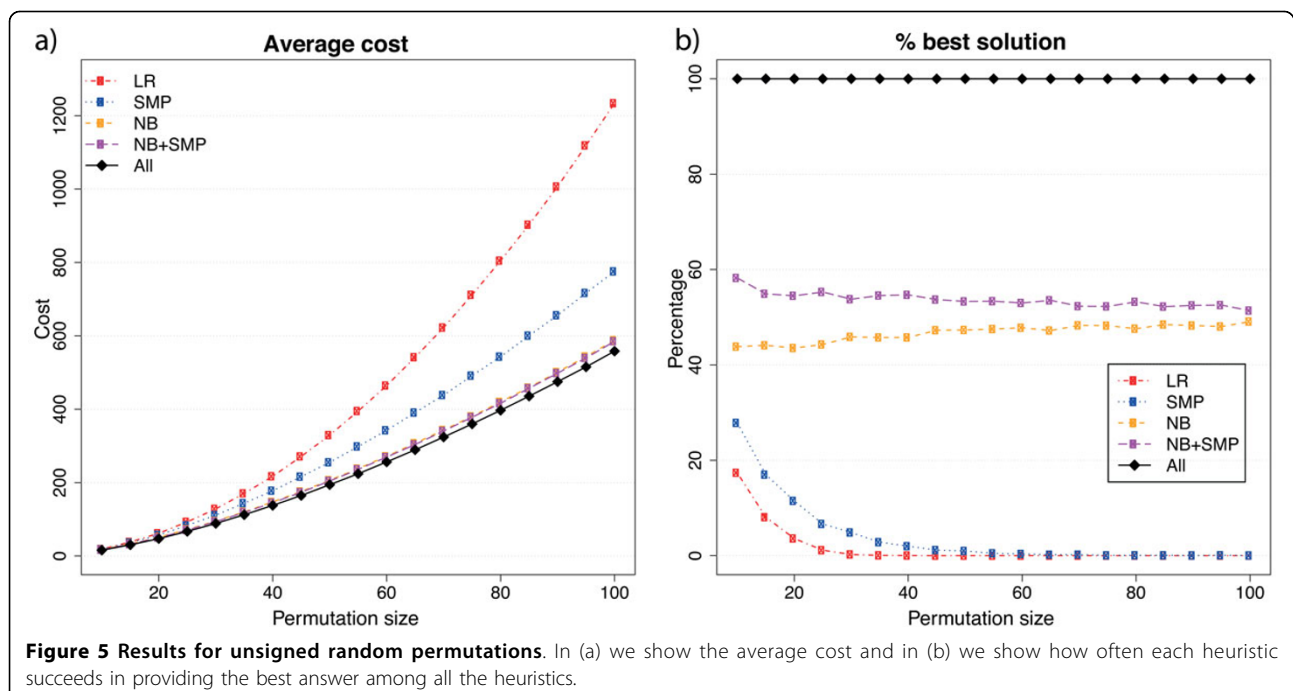 a)
Average cost
LR
SMP
NB
NB+SMP
All
Cost
0
200
400
600
800
1000
1200
20
40
60
80
100
Permutation size
b)
% best solution
Percentage
0
20
40
60
80
100
LR
SMP
NB
NB+SMP
All
20
40
60
80
100
Permutation size
Figure 5 Results for unsigned random permutations. In (a) we show the average cost and in (b) we show how often each heuristic
succeeds in providing the best answer among all the heuristics.